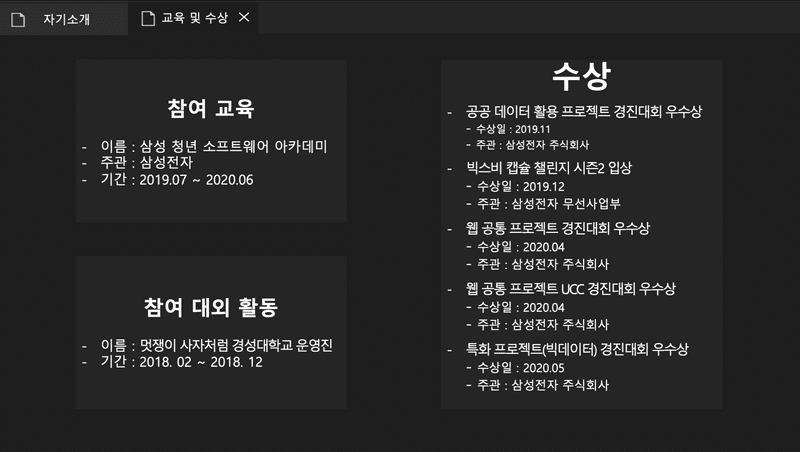 자기소개
교육 및 수상
참여 교육
- 이름 : 삼성 청년 소프트웨어 아카데미
- 주관 : 삼성전자
- 기간 : 2019.07 ~ 2020.06
참여 대외 활동
- 이름 : 멋쟁이 사자처럼 경성대학교 운영진
- 기간 : 2018. 02 ~ 2018. 12
수상
- 공공 데이터 활용 프로젝트 경진대회 우수상
- 수상일 : 2019.11
- 주관 : 삼성전자 주식회사
- 빅스비 캡슐 챌린지 시즌2 입상
- 수상일 : 2019.12
- 주관 : 삼성전자 무선사업부
- 웹 공통 프로젝트 경진대회 우수상
- 수상일 : 2020.04
- 주관 : 삼성전자 주식회사
- 웹 공통 프로젝트 UCC 경진대회 우수상
- 수상일 : 2020.04
- 주관 : 삼성전자 주식회사
- 특화 프로젝트(빅데이터) 경진대회 우수상
- 수상일 : 2020.05
- 주관 : 삼성전자 주식회사